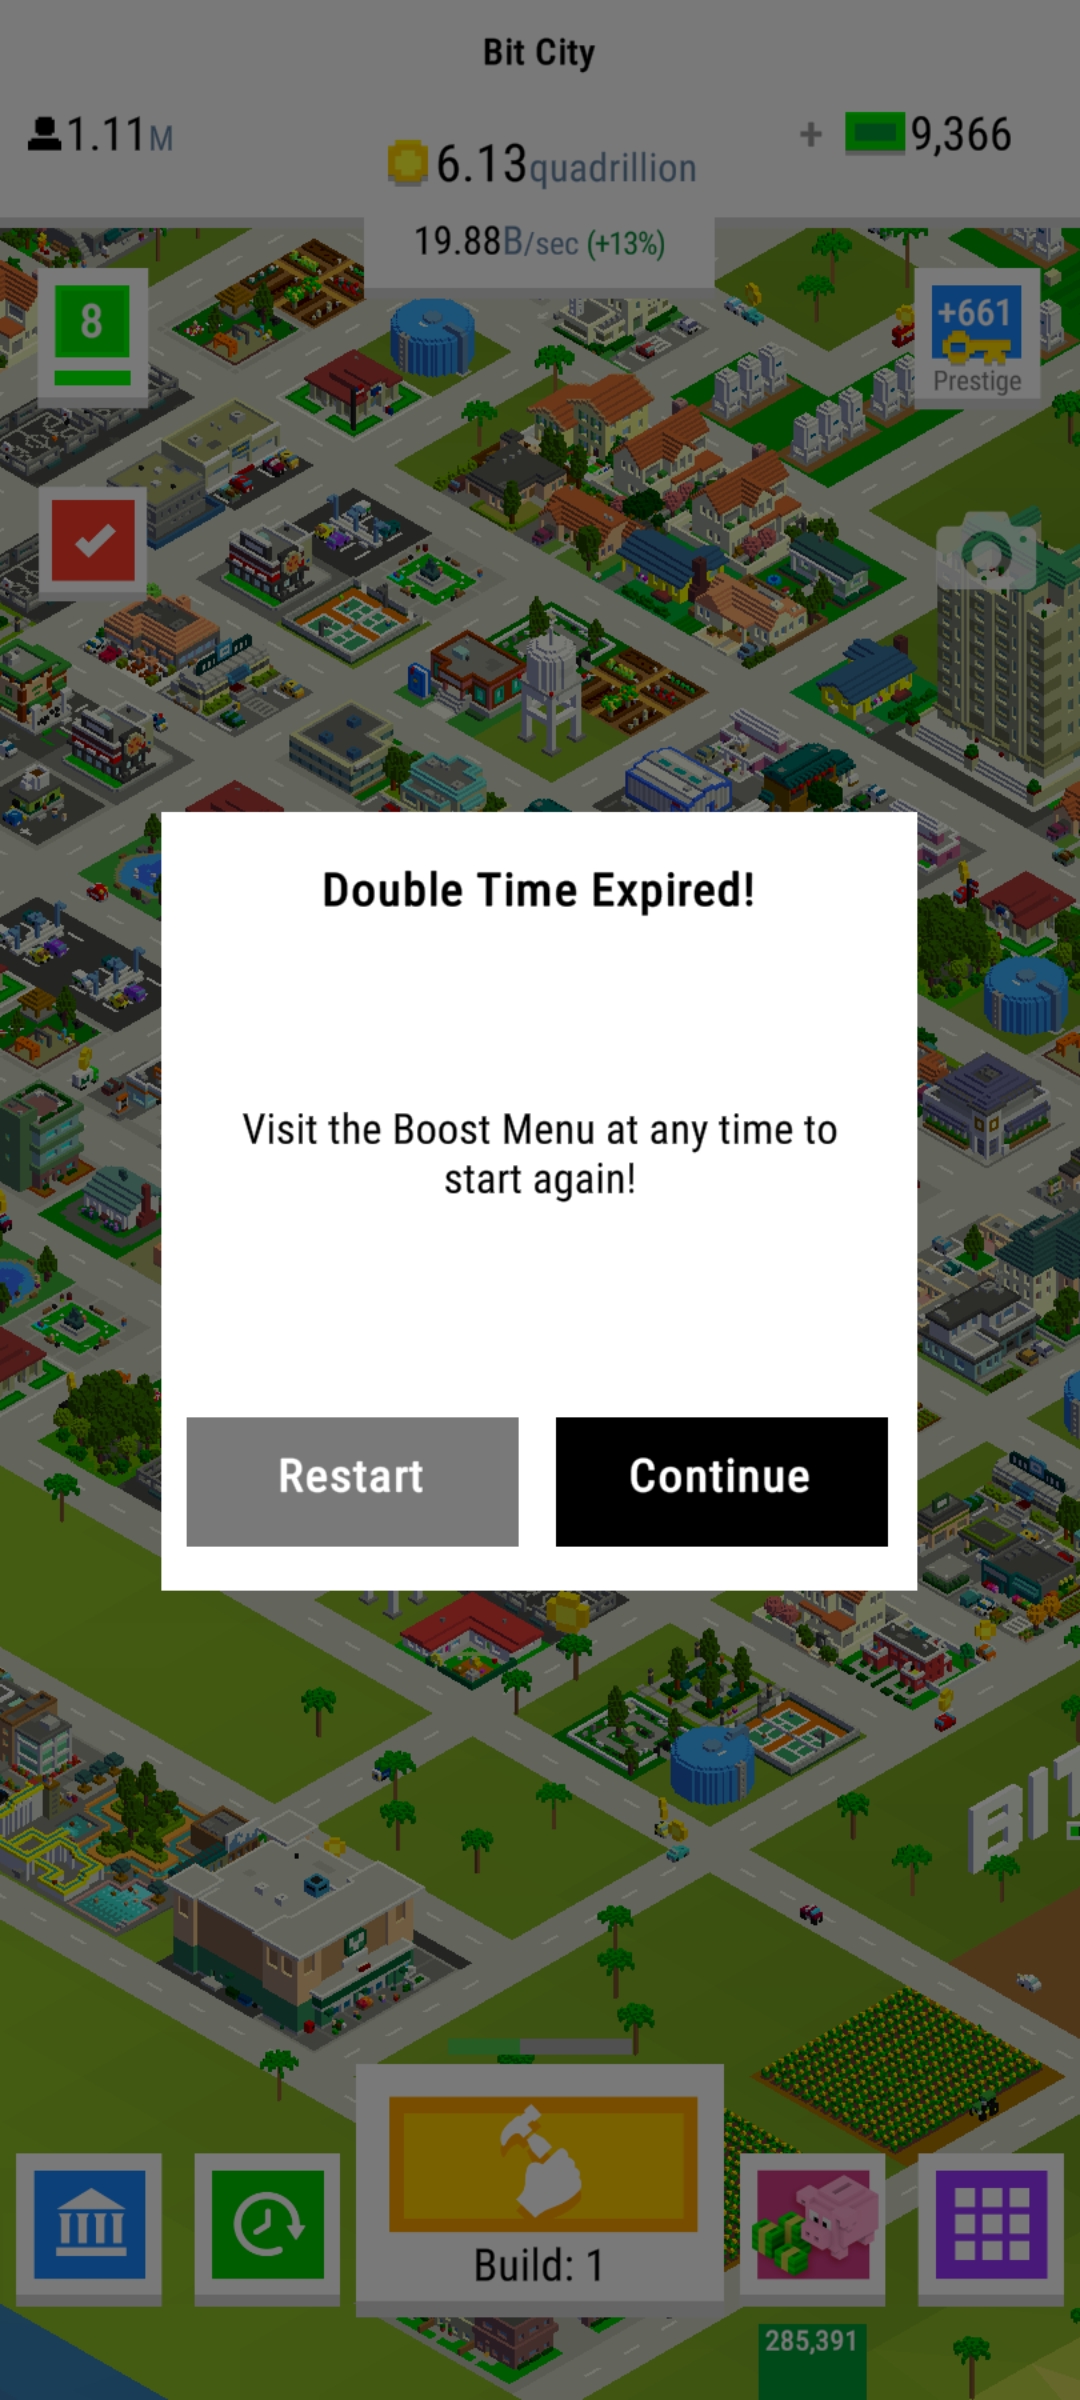 Bit City
1.11M
6.13quadrillion
+ 9,366
19.88B/sec (+13%)
8
+661
Prestige
Double Time Expired!
Visit the Boost Menu at any time to
start again!
Restart
Continue
BIT
Build: 1
285,391